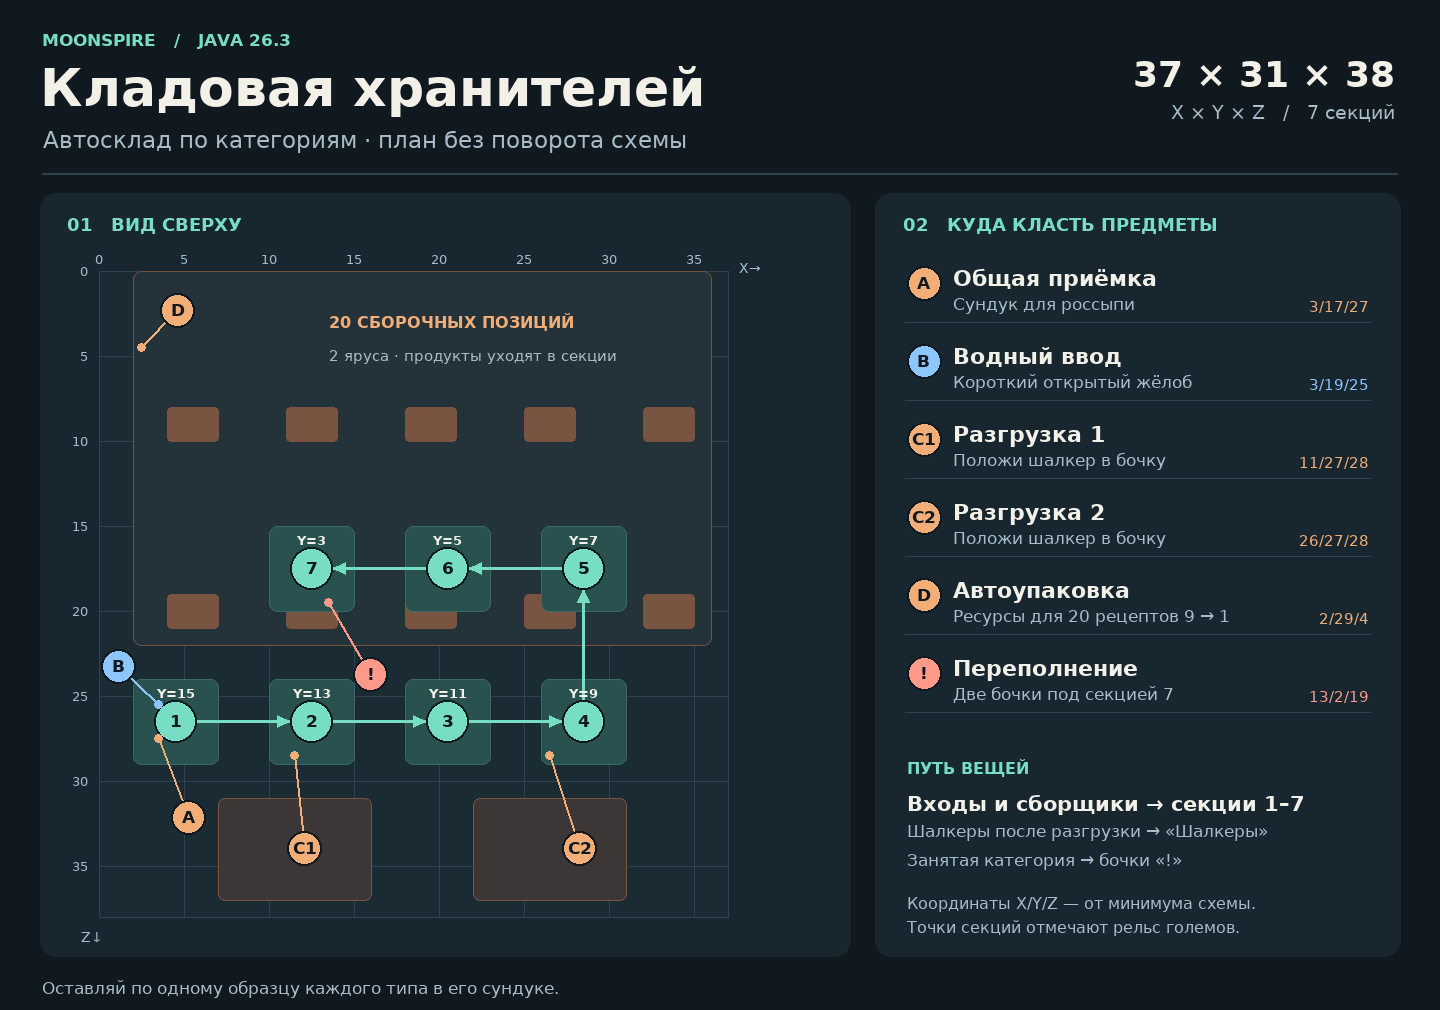 MOONSPIRE / JAVA 26.3
Кладовая хранителей
Автосклад по категориям · план без поворота схемы
37 × 31 × 38
X × Y × Z / 7 секций
01 ВИД СВЕРХУ
0 5 10 15 20 25 30 35 X→
0
D
20 СБОРОЧНЫХ ПОЗИЦИЙ
2 яруса · продукты уходят в секции
5
10
15
Y=3 Y=5 Y=7
7 6 5
20
B
!
25
Y=15 Y=13 Y=11 Y=9
1 2 3 4
30
A
C1 C2
35
Z↓
02 КУДА КЛАСТЬ ПРЕДМЕТЫ
A Общая приёмка
Сундук для россыпи 3/17/27
B Водный ввод
Короткий открытый жёлоб 3/19/25
C1 Разгрузка 1
Положи шалкер в бочку 11/27/28
C2 Разгрузка 2
Положи шалкер в бочку 26/27/28
D Автоупаковка
Ресурсы для 20 рецептов 9 → 1 2/29/4
! Переполнение
Две бочки под секцией 7 13/2/19
ПУТЬ ВЕЩЕЙ
Входы и сборщики → секции 1–7
Шалкеры после разгрузки → «Шалкеры»
Занятая категория → бочки «!»
Координаты X/Y/Z — от минимума схемы.
Точки секций отмечают рельс големов.
Оставляй по одному образцу каждого типа в его сундуке.